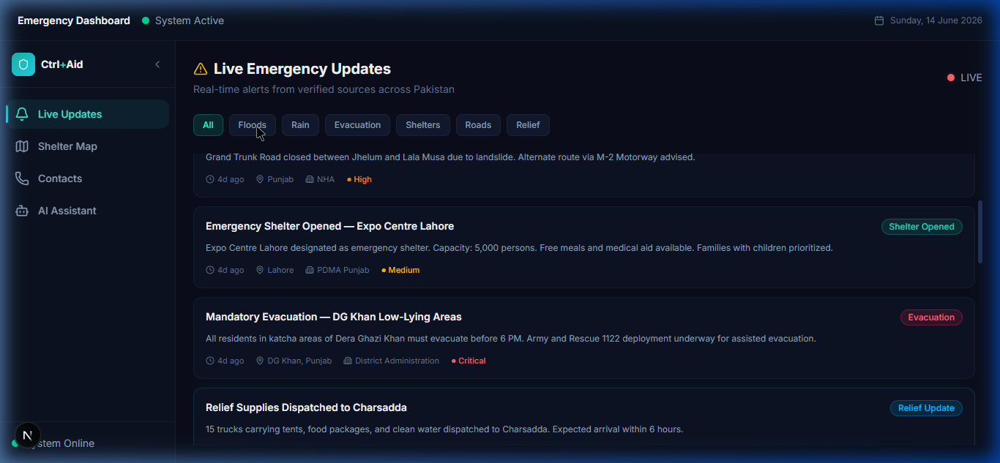 Emergency Dashboard
System Active
Sunday, 14 June 2026
Ctrl+Aid
Live Updates
Shelter Map
Contacts
AI Assistant
Live Emergency Updates
LIVE
Real-time alerts from verified sources across Pakistan
All Floods Rain Evacuation Shelters Roads Relief
Grand Trunk Road closed between Jhelum and Lala Musa due to landslide. Alternate route via M-2 Motorway advised.
4d ago Punjab NHA High
Emergency Shelter Opened — Expo Centre Lahore
Shelter Opened
Expo Centre Lahore designated as emergency shelter. Capacity: 5,000 persons. Free meals and medical aid available. Families with children prioritized.
4d ago Lahore PDMA Punjab Medium
Mandatory Evacuation — DG Khan Low-Lying Areas
Evacuation
All residents in katcha areas of Dera Ghazi Khan must evacuate before 6 PM. Army and Rescue 1122 deployment underway for assisted evacuation.
4d ago DG Khan, Punjab District Administration Critical
Relief Supplies Dispatched to Charsadda
Relief Update
15 trucks carrying tents, food packages, and clean water dispatched to Charsadda. Expected arrival within 6 hours.
N
stem Online